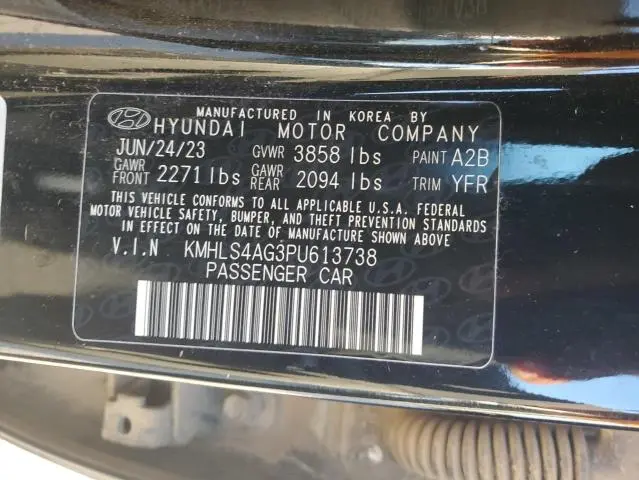 MANUFACTURED IN KOREA BY
HYUNDAI MOTOR COMPANY
JUN/24/23 GVWR 3858 lbs PAINT A2B
GAWR FRONT 2271 lbs GAWR REAR 2094 lbs TRIM YFR
THIS VEHICLE CONFORMS TO ALL APPLICABLE U.S.A. FEDERAL
MOTOR VEHICLE SAFETY, BUMPER, AND THEFT PREVENTION STANDARDS
IN EFFECT ON THE DATE OF MANUFACTURE SHOWN ABOVE
V.I.N KMHLS4AG3PU613738
PASSENGER CAR